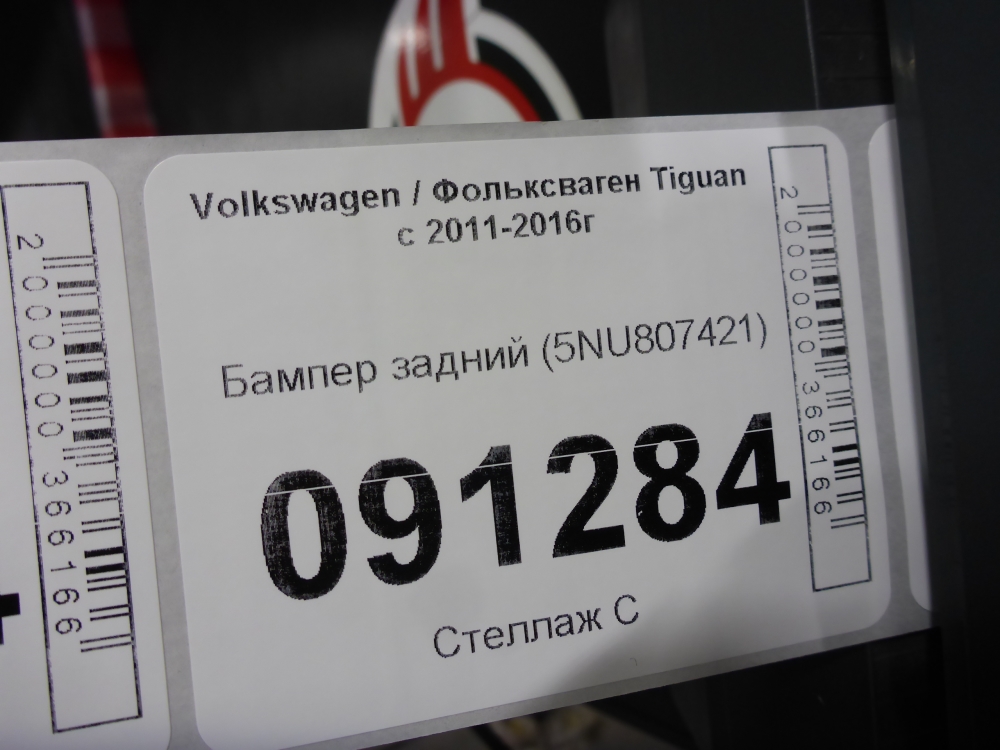 Volkswagen / Фольксваген Tiguan
с 2011-2016г
Бампер задний (5NU807421)
091284
Стеллаж С
2000000366166
2000000366166